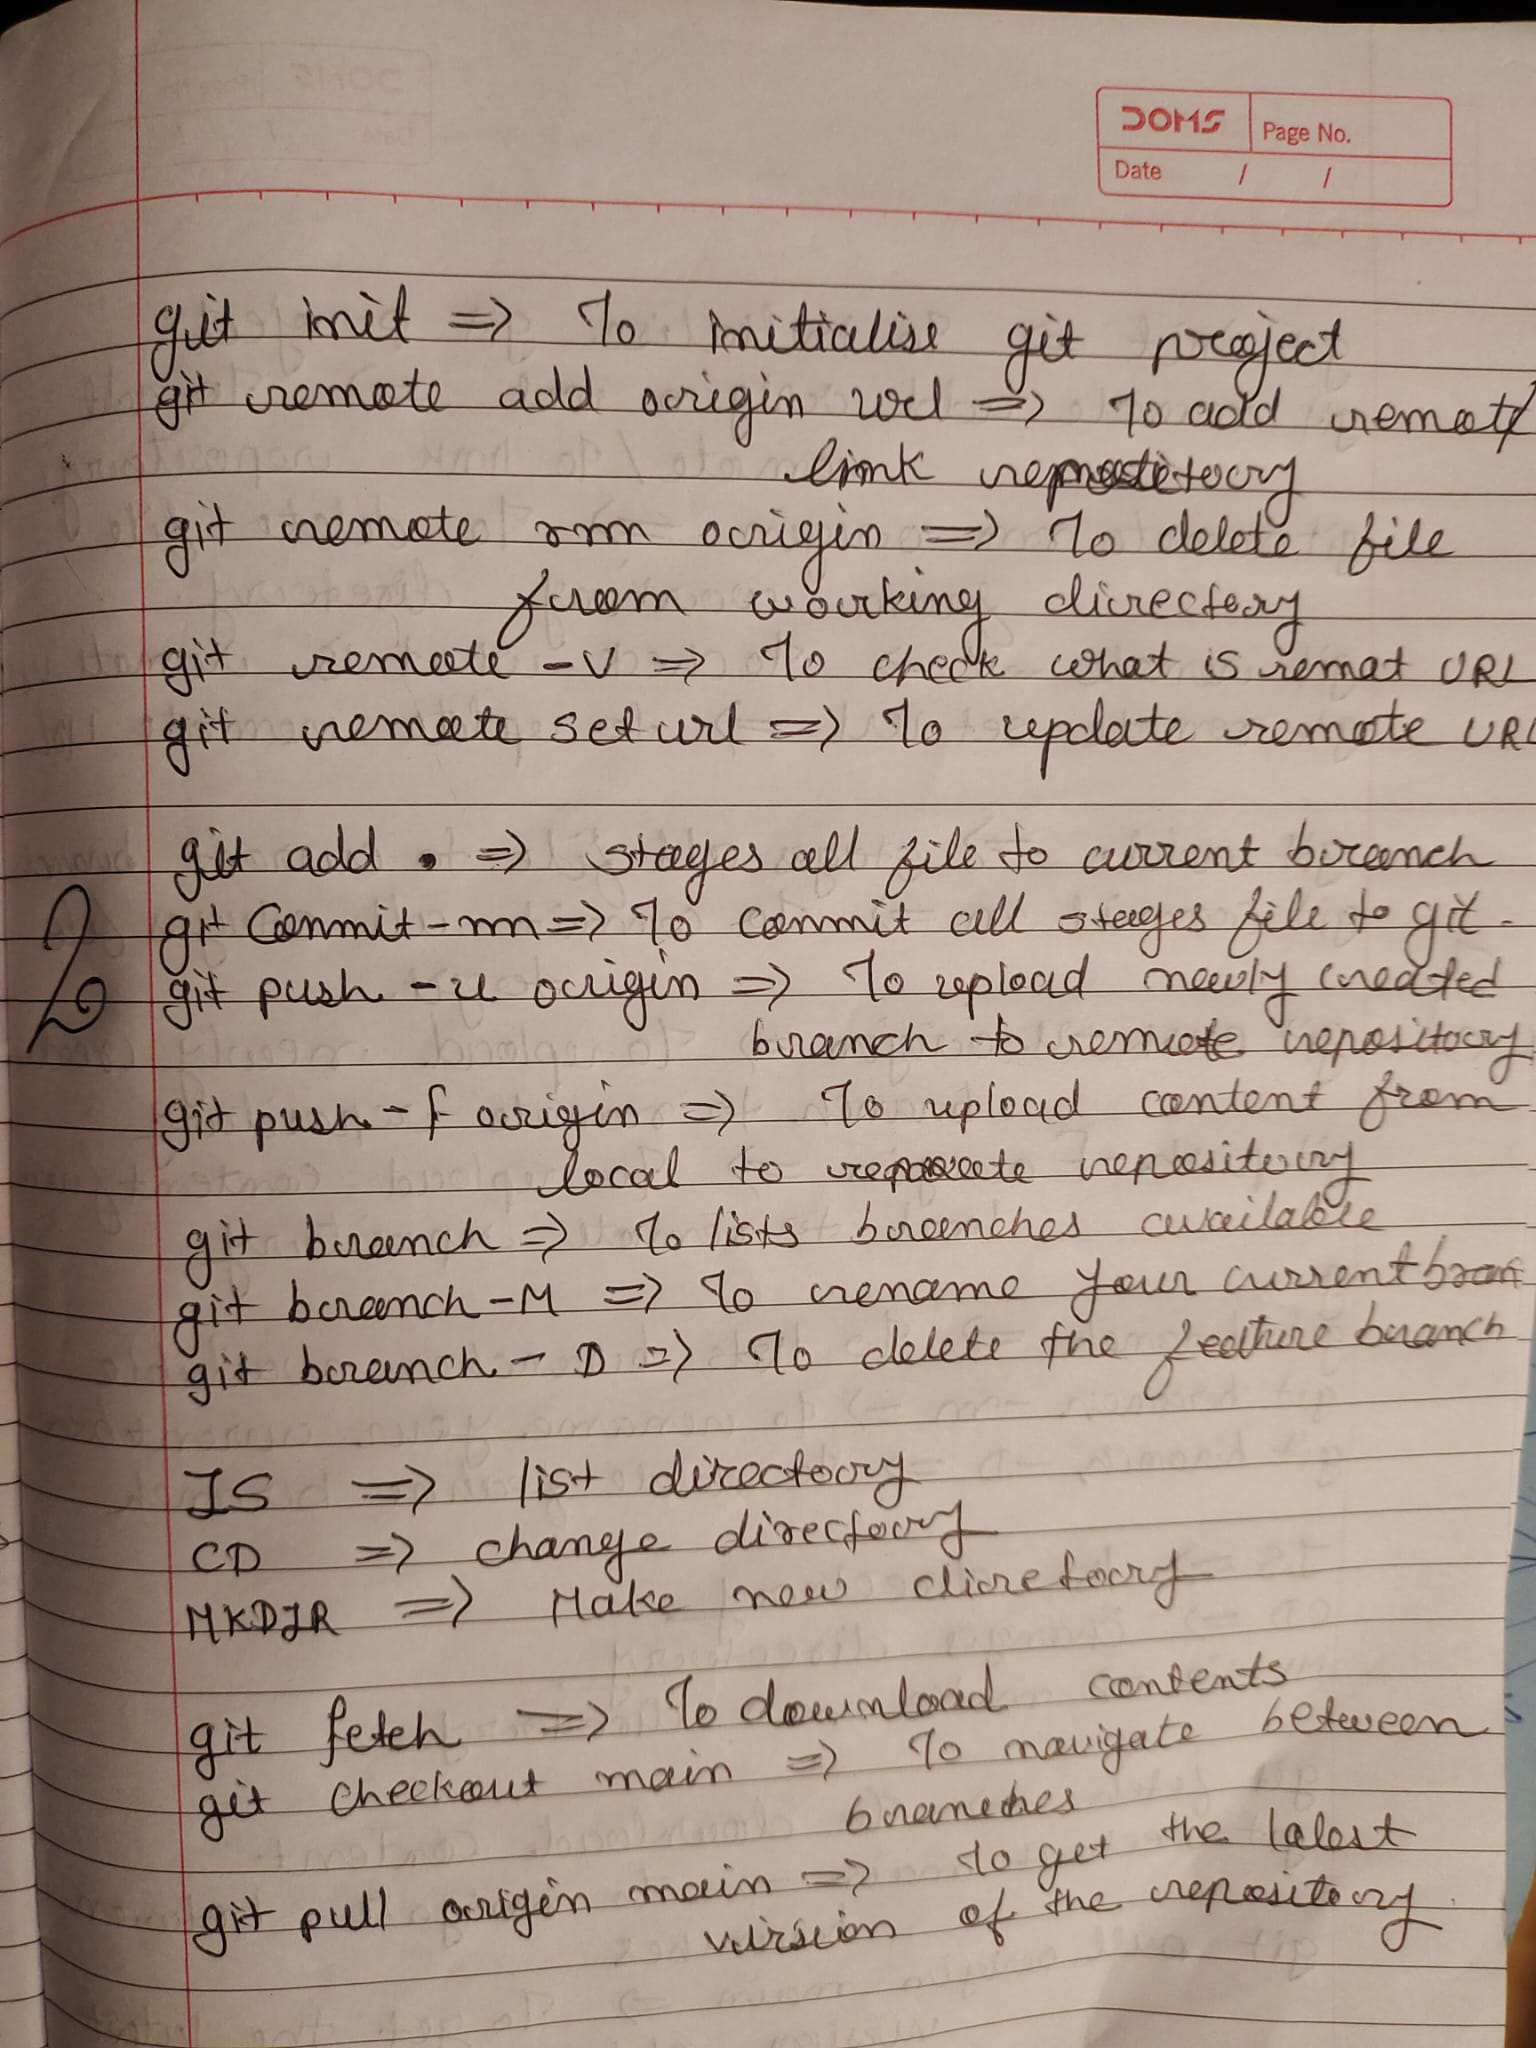 DOMS
Page No.
Date / /
git init => To initialise git project
git remote add origin url => To add remote
link repositiory
git remote rm origin => To delete file
from working directory
git remote -v => To check what is remot URL
git remote set url => To update remote URL
git add . => stages all file to current branch
git Commit -m => To commit all stages file to git.
2
git push -u origin => To upload newly created
branch to remote repository
git push -f origin => To upload content from
local to remote repository
git branch => To lists branches available
git branch -M => To rename your current bran
git branch - D => To delete the feature branch
IS => list directory
CD => change directory
MKDIR => Make new diretory
git fetch => To download contents
git checkout main => To navigate between
branches
git pull origin main => to get the latest
version of the repository.